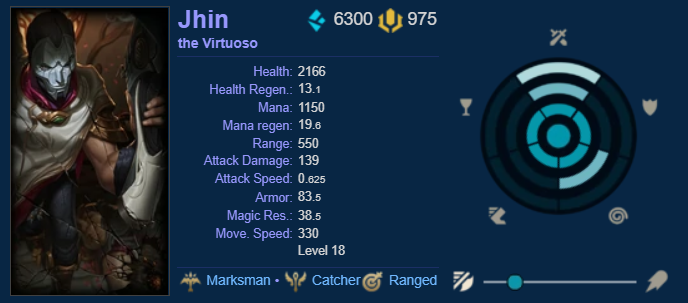 Jhin 6300 975
the Virtuoso
Health: 2166
Health Regen.: 13.1
Mana: 1150
Mana regen: 19.6
Range: 550
Attack Damage: 139
Attack Speed: 0.625
Armor: 83.5
Magic Res.: 38.5
Move. Speed: 330
Level 18
Marksman • Catcher Ranged